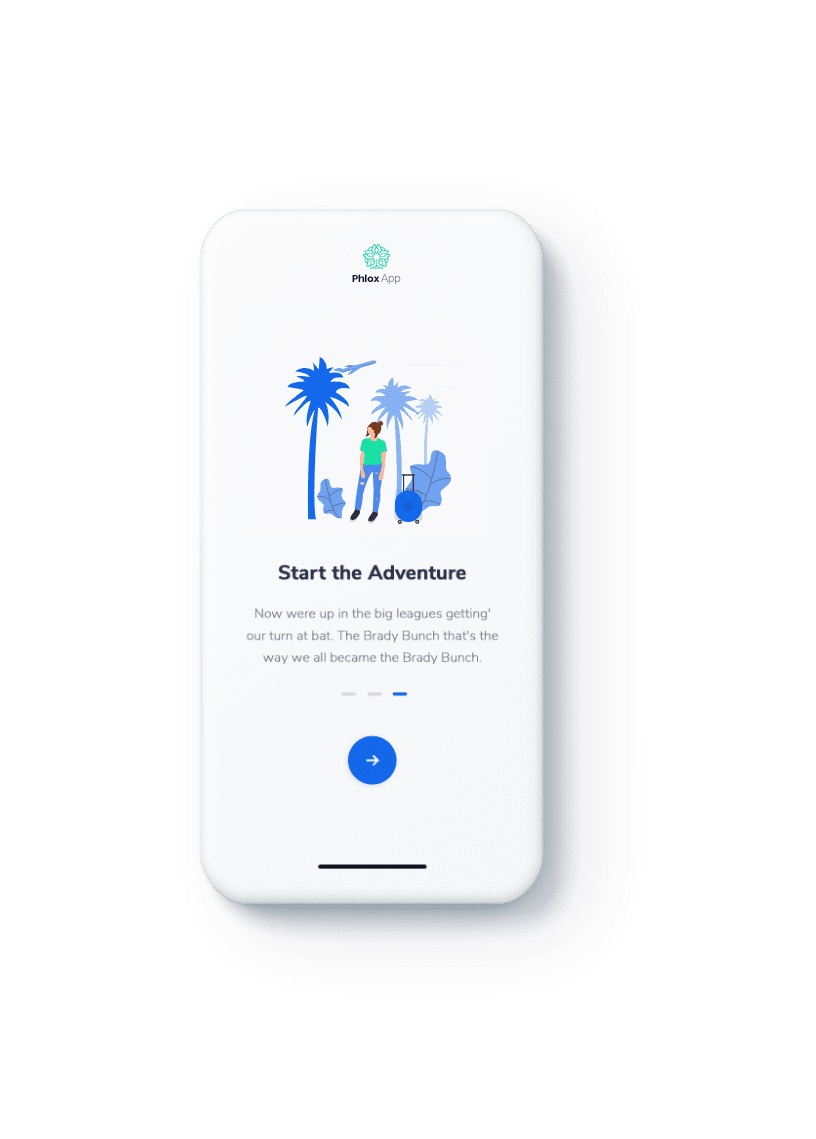 Phlox App
Start the Adventure
Now were up in the big leagues getting'
our turn at bat. The Brady Bunch that's the
way we all became the Brady Bunch.